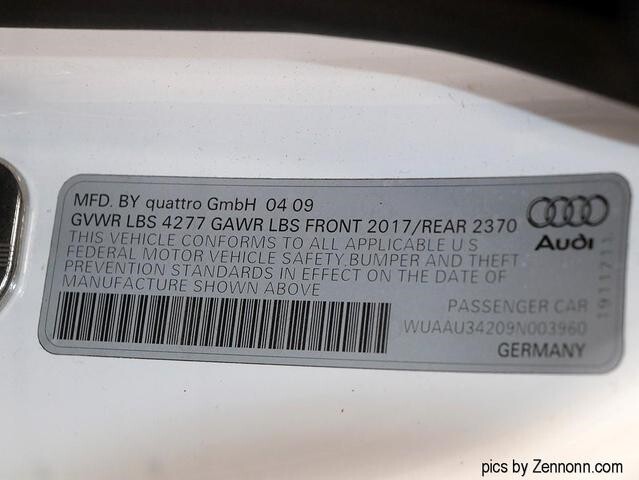 MFD. BY quattro GmbH 04 09
GVWR LBS 4277 GAWR LBS FRONT 2017/REAR 2370
THIS VEHICLE CONFORMS TO ALL APPLICABLE U S
FEDERAL MOTOR VEHICLE SAFETY,BUMPER AND THEFT
PREVENTION STANDARDS IN EFFECT ON THE DATE OF
MANUFACTURE SHOWN ABOVE
Audi
PASSENGER CAR
WUAAU34209N003960
GERMANY
pics by Zennonn.com